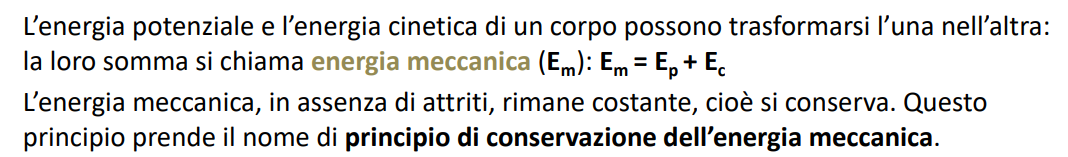 L’energia potenziale e l’energia cinetica di un corpo possono trasformarsi l’una nell’altra:
la loro somma si chiama energia meccanica (Em): Em = Ep + Ec
L’energia meccanica, in assenza di attriti, rimane costante, cioè si conserva. Questo
principio prende il nome di principio di conservazione dell’energia meccanica.